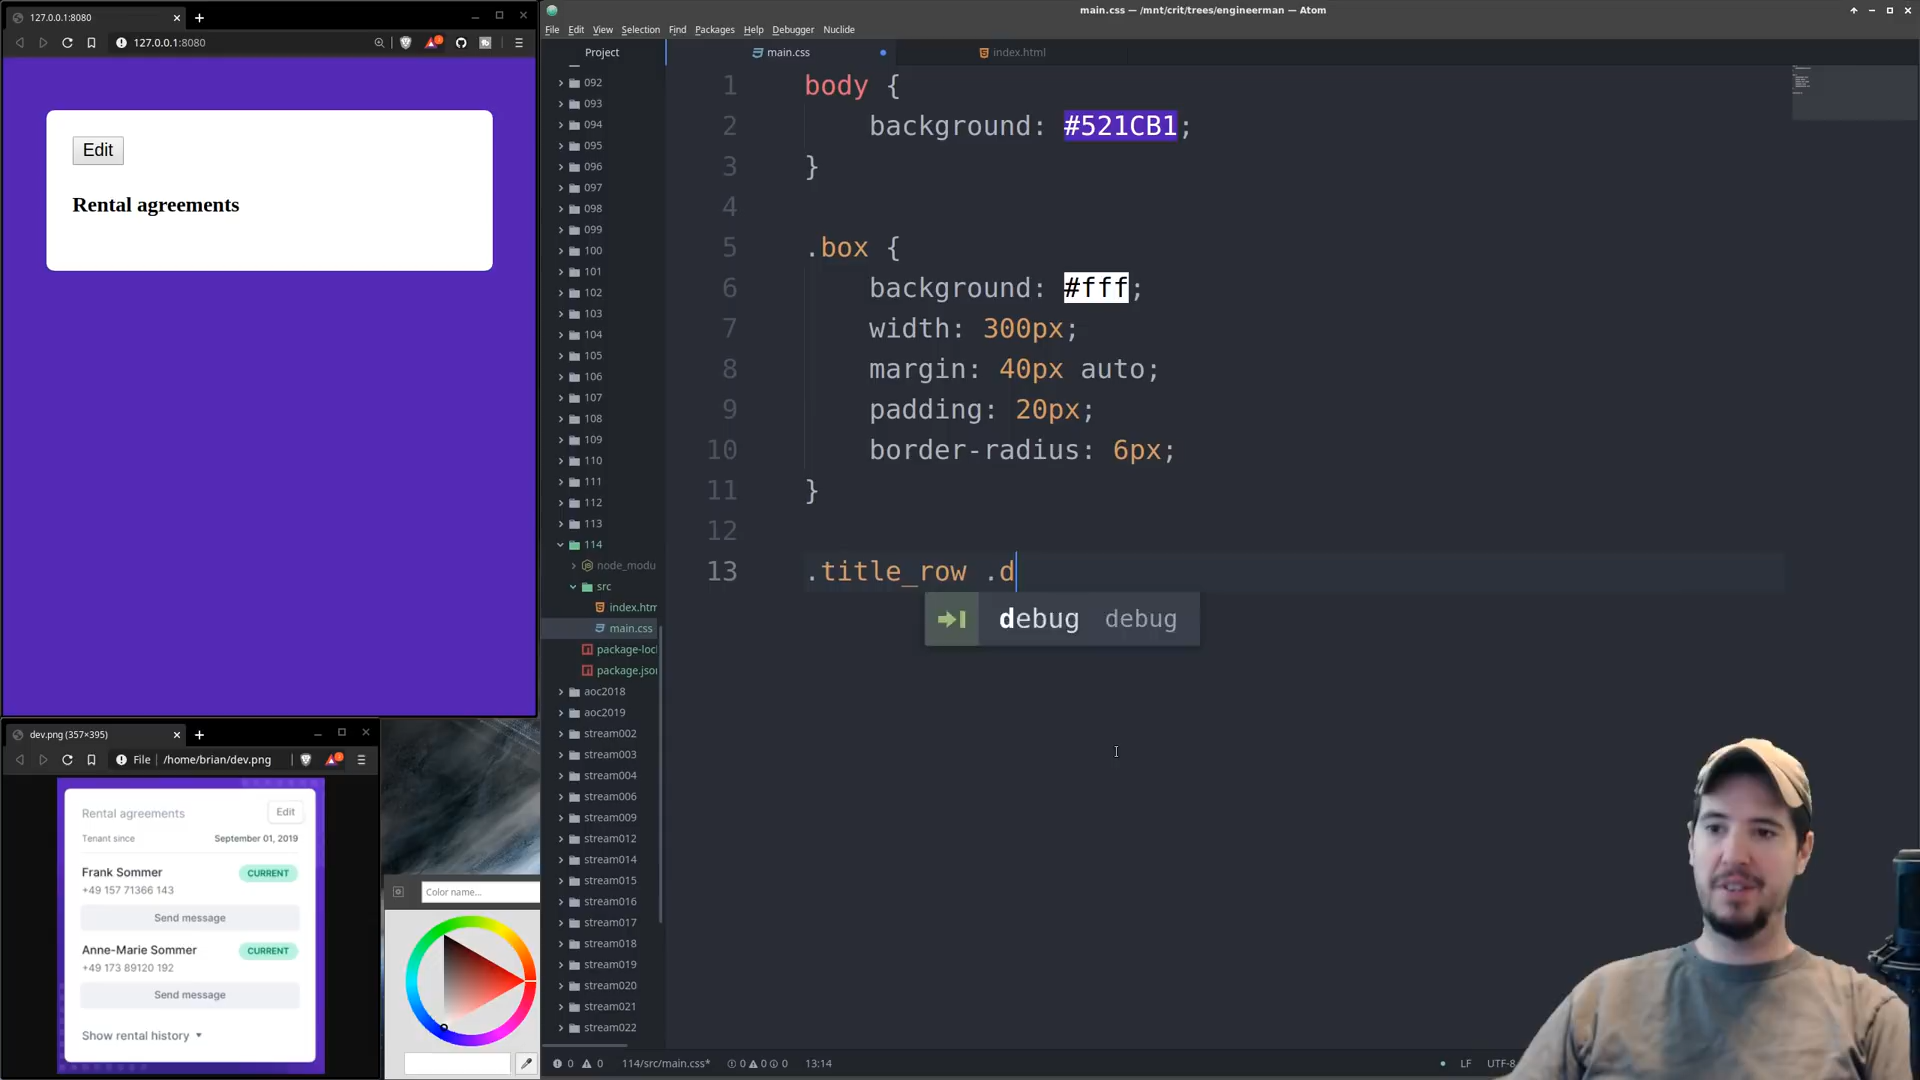 127.0.0.1:8080
127.0.0.1:8080
Edit
Rental agreements
dev.png (357×395)
File
/home/brian/dev.png
Rental agreements
Edit
Tenant since
September 01, 2019
Frank Sommer
CURRENT
+49 157 71366 143
Send message
Anne-Marie Sommer
CURRENT
+49 173 89120 192
Send message
Show rental history
Color name...
main.css — /mnt/crit/trees/engineerman — Atom
File Edit View Selection Find Packages Help Debugger Nuclide
Project
main.css
index.html
092
093
094
095
096
097
098
099
100
101
102
103
104
105
106
107
108
109
110
111
112
113
114
node_modu
src
index.htm
main.css
package-loc
package.jso
aoc2018
aoc2019
stream002
stream003
stream004
stream006
stream009
stream012
stream014
stream015
stream016
stream017
stream018
stream019
stream020
stream021
stream022
1 body {
2 background: #521CB1;
3 }
4
5 .box {
6 background: #fff;
7 width: 300px;
8 margin: 40px auto;
9 padding: 20px;
10 border-radius: 6px;
11 }
12
13 .title_row .d
debug debug
0 0 114/src/main.css* 0 0 0 13:14
LF UTF-8